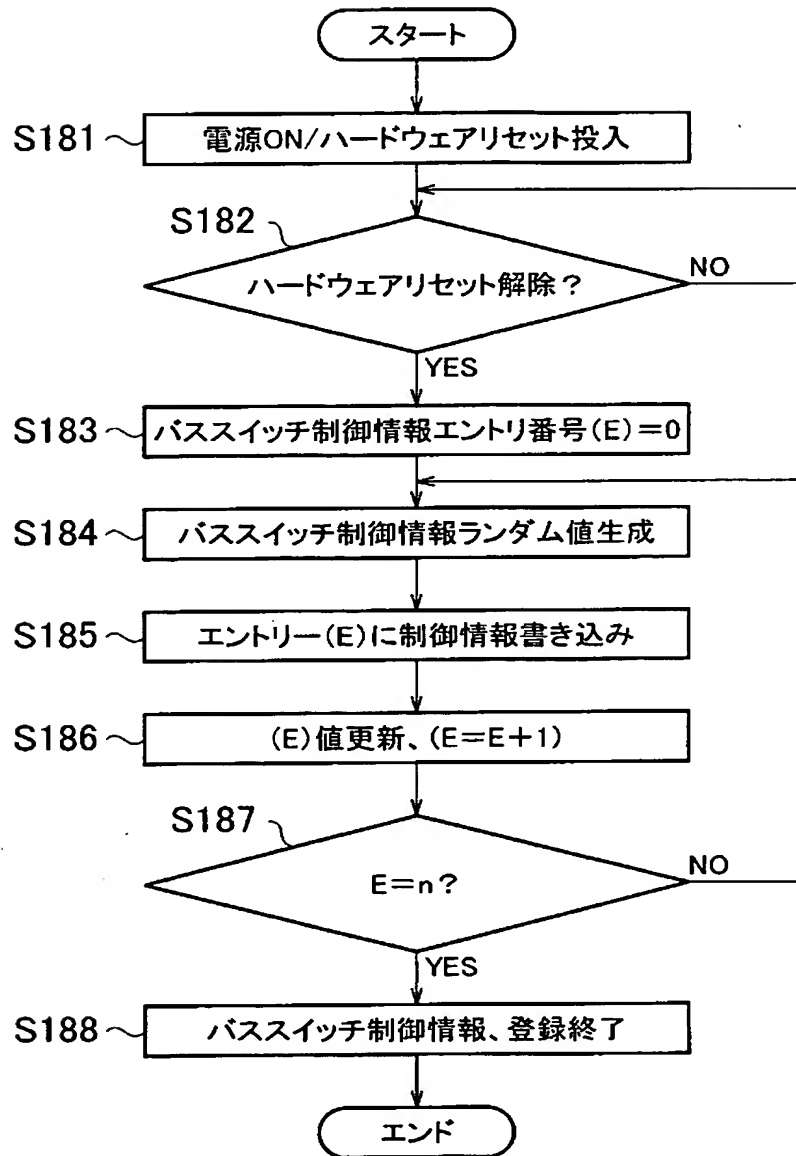 スタート
S181
電源ON/ハードウェアリセット投入
S182
ハードウェアリセット解除?
NO
YES
S183
バススイッチ制御情報エントリ番号(E)=0
S184
バススイッチ制御情報ランダム値生成
S185
エントリー(E)に制御情報書き込み
S186
(E)値更新、(E=E+1)
S187
E=n?
NO
YES
S188
バススイッチ制御情報、登録終了
エンド